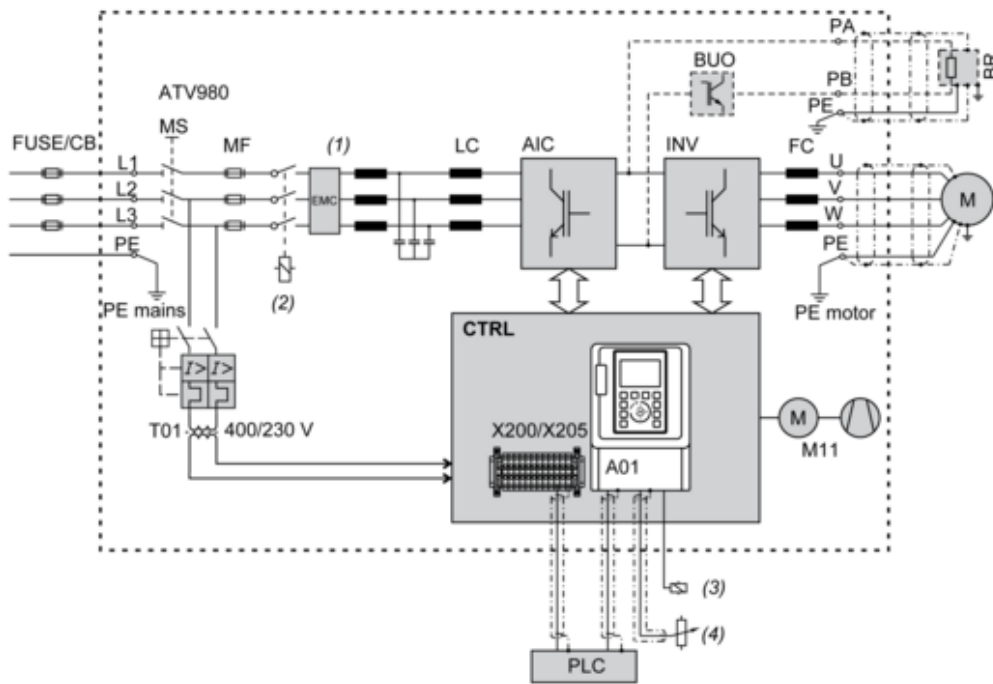 PA
BUO
PB
BR
PE
ATV980
MS
FUSE/CB
MF
(1)
LC
AIC
INV
FC
L1
L2
L3
PE
EMC
U
V
W
PE
M
(2)
PE mains
PE motor
CTRL
I> I>
T01
400/230 V
X200/X205
A01
M
M11
(3)
(4)
PLC